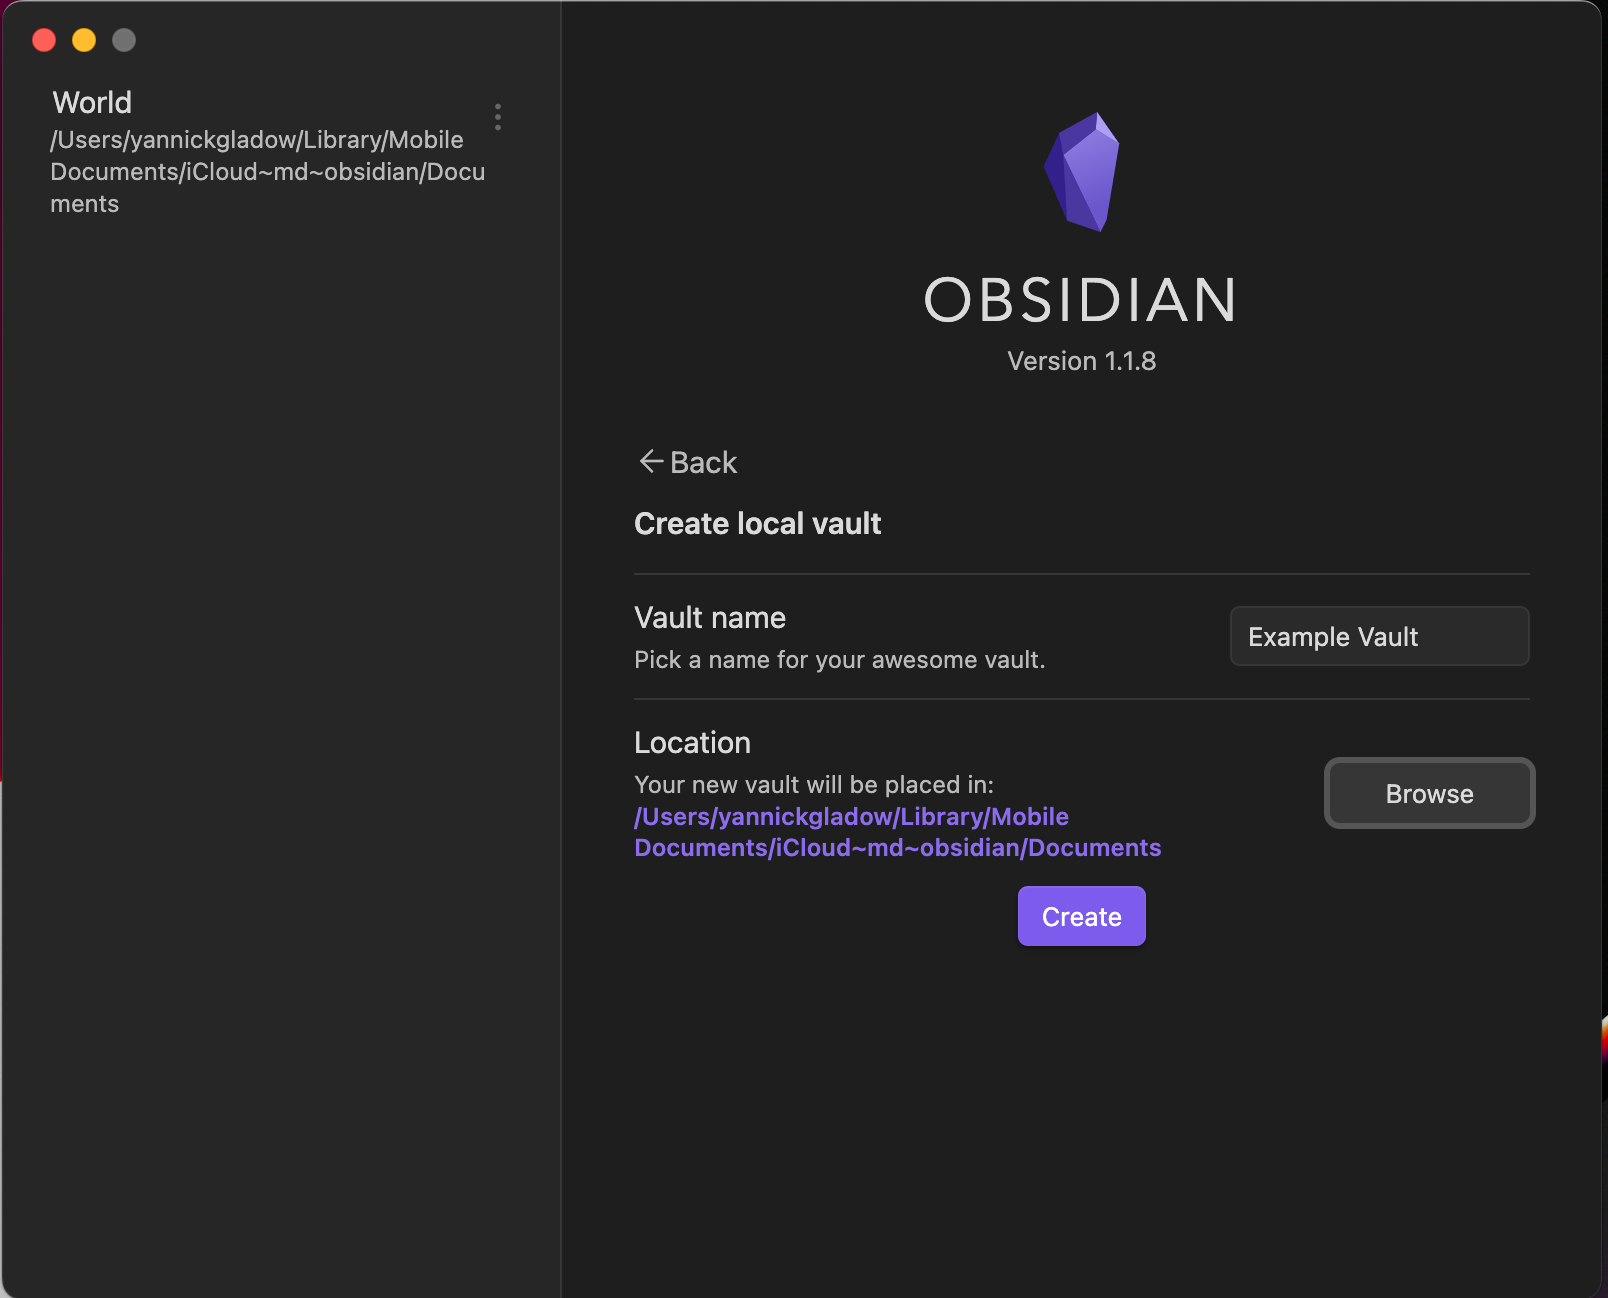 World
/Users/yannickgladow/Library/Mobile
Documents/iCloud~md~obsidian/Docu
ments
OBSIDIAN
Version 1.1.8
Back
Create local vault
Vault name
Pick a name for your awesome vault.
Example Vault
Location
Your new vault will be placed in:
/Users/yannickgladow/Library/Mobile
Documents/iCloud~md~obsidian/Documents
Browse
Create